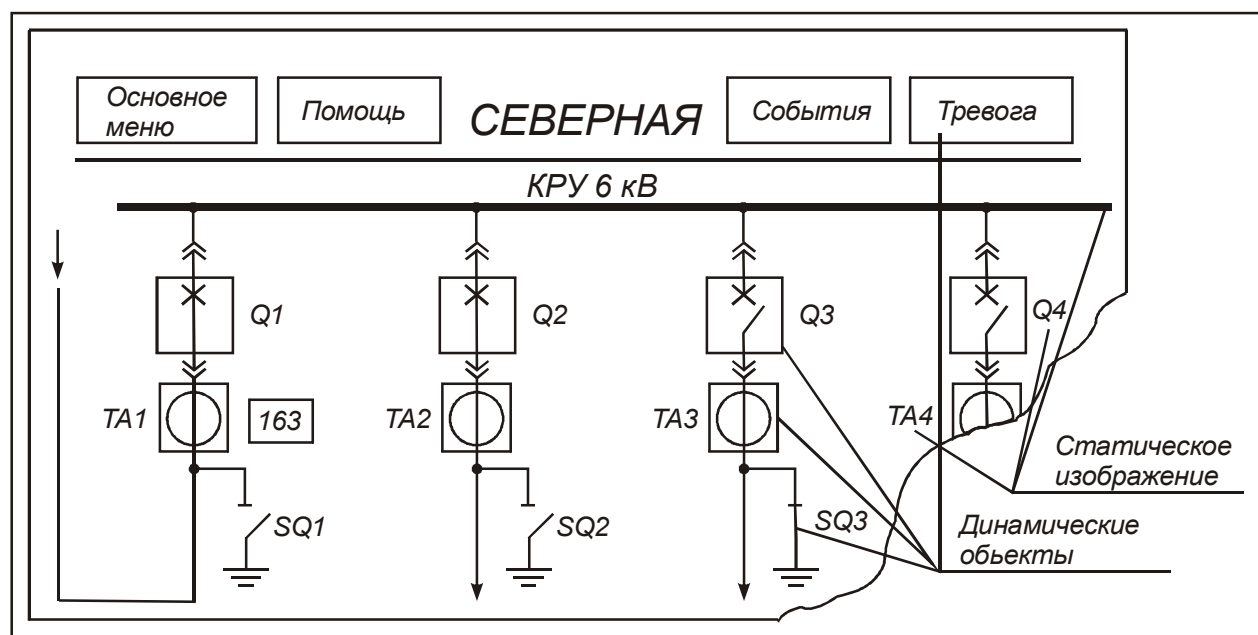 Основное
меню
Помощь
СЕВЕРНАЯ
События
Тревога
КРУ 6 кВ
Q1
Q2
Q3
Q4
TA1
163
TA2
TA3
TA4
Статическое
изображение
SQ1
SQ2
SQ3
Динамические
обьекты